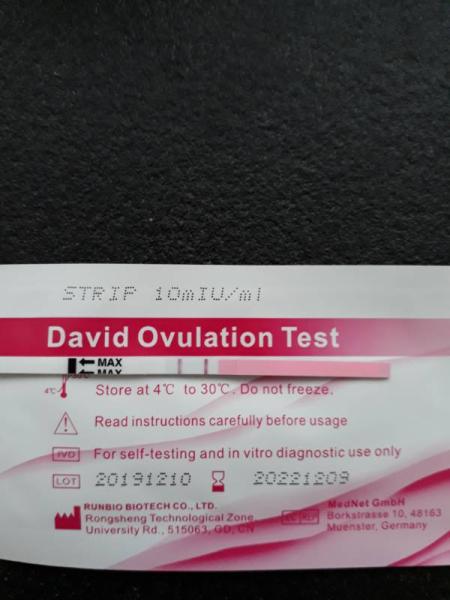 STRIP 10mIU/ml
David Ovulation Test
MAX
MAX
4℃
Store at 4℃ to 30℃. Do not freeze.
Read instructions carefully before usage
IVD For self-testing and in vitro diagnostic use only
LOT 20191210 20221209
RUNBIO BIOTECH CO., LTD.
Rongsheng Technological Zone,
University Rd., 515063, GD, CN
EC REP
MedNet GmbH
Borkstrasse 10, 48163
Muenster, Germany